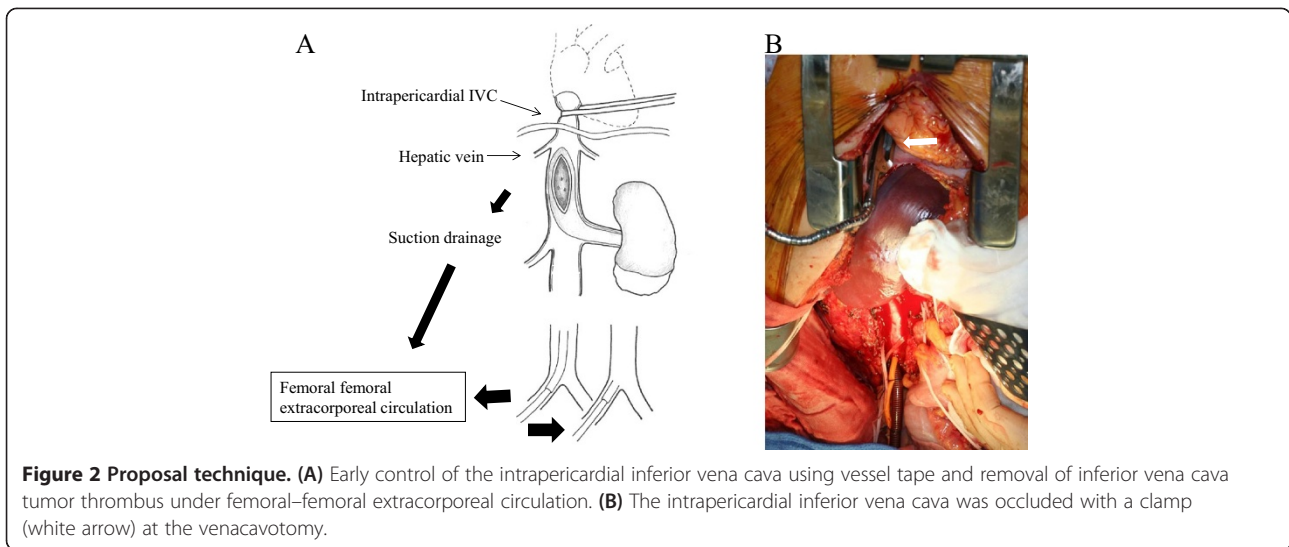 A
B
Intrapericardial IVC
Hepatic vein
Suction drainage
Femoral femoral
extracorporeal circulation
Figure 2 Proposal technique. (A) Early control of the intrapericardial inferior vena cava using vessel tape and removal of inferior vena cava
tumor thrombus under femoral–femoral extracorporeal circulation. (B) The intrapericardial inferior vena cava was occluded with a clamp
(white arrow) at the venacavotomy.